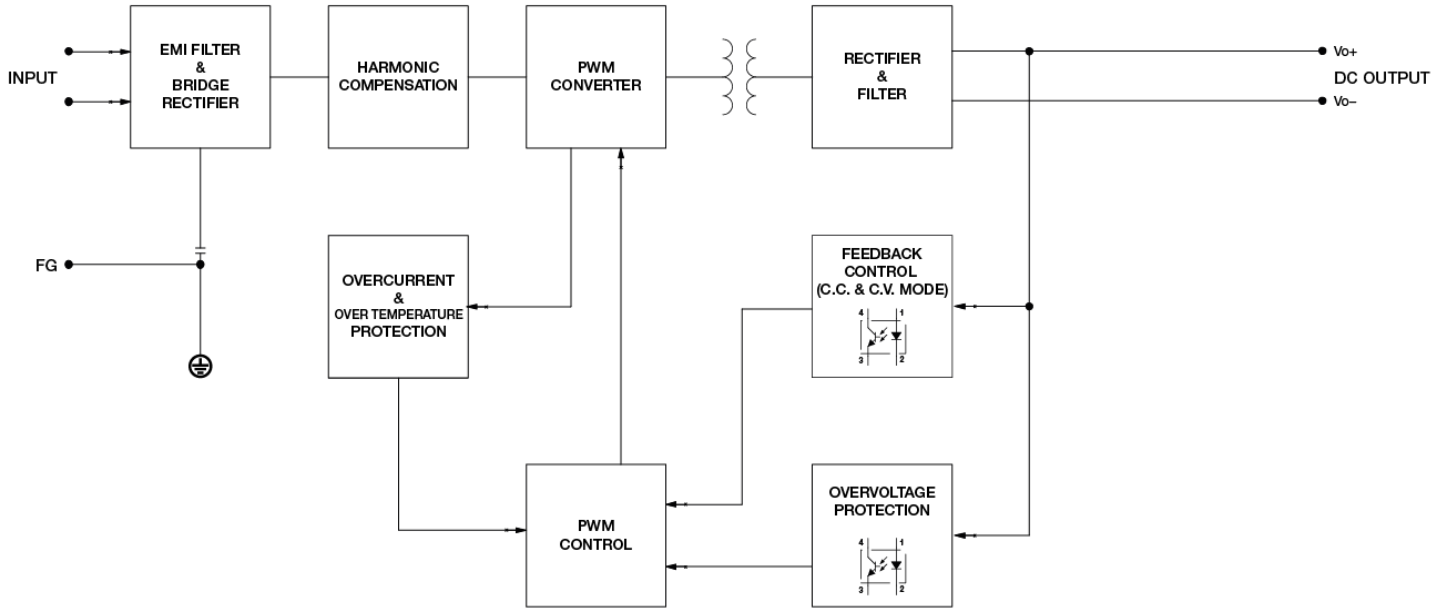 INPUT
EMI FILTER
&
BRIDGE
RECTIFIER
HARMONIC
COMPENSATION
PWM
CONVERTER
RECTIFIER
&
FILTER
Vo+
DC OUTPUT
Vo–
FG
OVERCURRENT
&
OVER TEMPERATURE
PROTECTION
FEEDBACK
CONTROL
(C.C. & C.V. MODE)
4 1
3 2
PWM
CONTROL
OVERVOLTAGE
PROTECTION
4 1
3 2